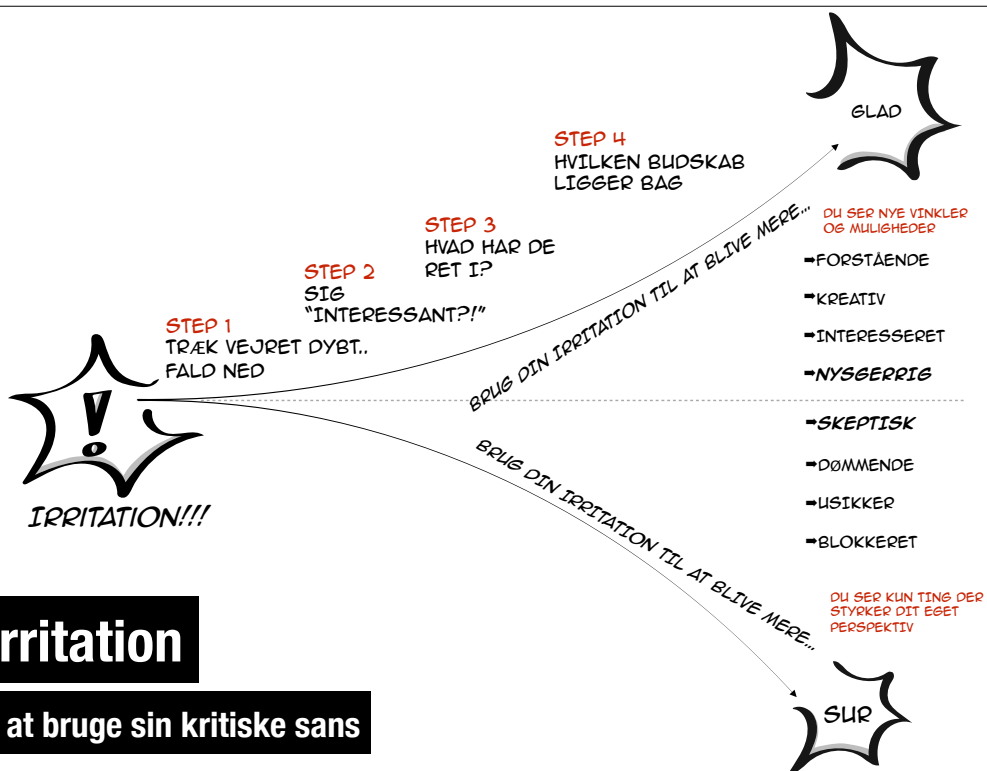 GLAD
STEP 4
HVILKEN BUDSKAB
LIGGER BAG
STEP 3
HVAD HAR DE
RET I?
STEP 2
SIG
"INTERESSANT?!"
STEP 1
TRÆK VEJRET DYBT..
FALD NED
BRUG DIN IRRITATION TIL AT BLIVE MERE...
DU SER NYE VINKLER
OG MULIGHEDER
➡FORSTÅENDE
➡KREATIV
➡INTERESSERET
➡NYSGERRIG
!
IRRITATION!!!
➡SKEPTISK
➡DØMMENDE
➡USIKKER
➡BLOKKERET
BRUG DIN IRRITATION TIL AT BLIVE MERE...
DU SER KUN TING DER
STYRKER DIT EGET
PERSPEKTIV
SUR
rritation
at bruge sin kritiske sans